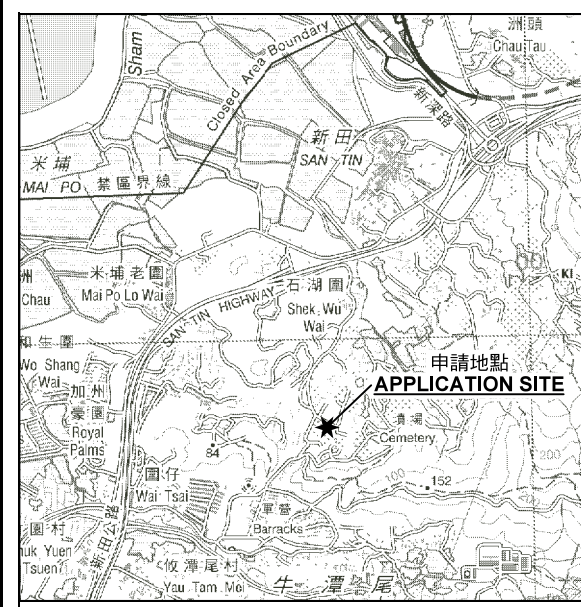 洲頭
Chau Tau
Sham
Closed Area Boundary
新深路
新田
SAN TIN
米埔
MAI PO
禁區界線
米埔老圍
Mai Po Lo Wai
洲
Chau
SAN TIN HIGHWAY
石湖圍
Shek Wu
Wai
KI
和生圍
Wo Shang
Wai
加州
豪園
Royal
Palms
申請地點
APPLICATION SITE
墳場
Cemetery
84
100
152
200
圍仔
Wai Tsai
軍營
Barracks
新田公路
園村
huk Yuen
Tsuen
攸潭尾村
Yau Tam Mei
牛潭尾